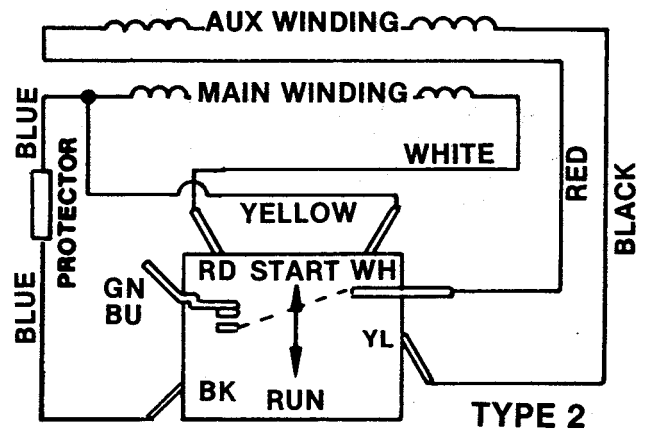 AUX WINDING
MAIN WINDING
BLUE
PROTECTOR
BLUE
WHITE
YELLOW
RED
BLACK
RD START WH
GN
BU
YL
BK
RUN
TYPE 2